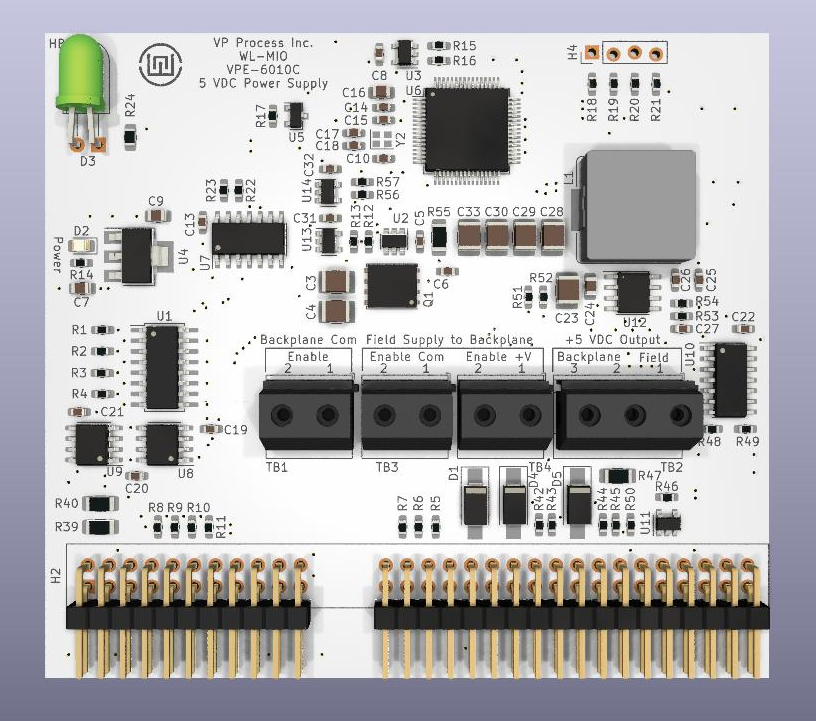 HP
VP Process Inc.
WL-MIO
VPE-6010C
5 VDC Power Supply
H4
C8
U3
R15
R16
U6
C16
C14
C15
C17
C18
Y2
C10
R24
D3
R17
U5
R18
R19
R20
R21
C32
U14
R57
R56
R23
R22
L1
C9
C13
C31
U13
R13
R12
U2
C5
R55
C33
C30
C29
C28
D2
Power
R14
C7
U4
U7
C3
C4
Q1
C6
R51
R52
C23
C24
U12
C26
C25
R54
R53
C27
C22
U1
R1
R2
R3
R4
Backplane Com
Field Supply to Backplane
+5 VDC Output
Enable
Enable Com
Enable +V
Backplane
Field
2 1
2 1
2 1
3 2 1
U10
C21
C19
U9
U8
C20
TB1
TB3
TB4
TB2
R48
R49
D1
D4
D5
R47
R46
R40
R39
R8
R9
R10
R11
R7
R6
R5
R42
R43
R44
R45
R50
U11
H2